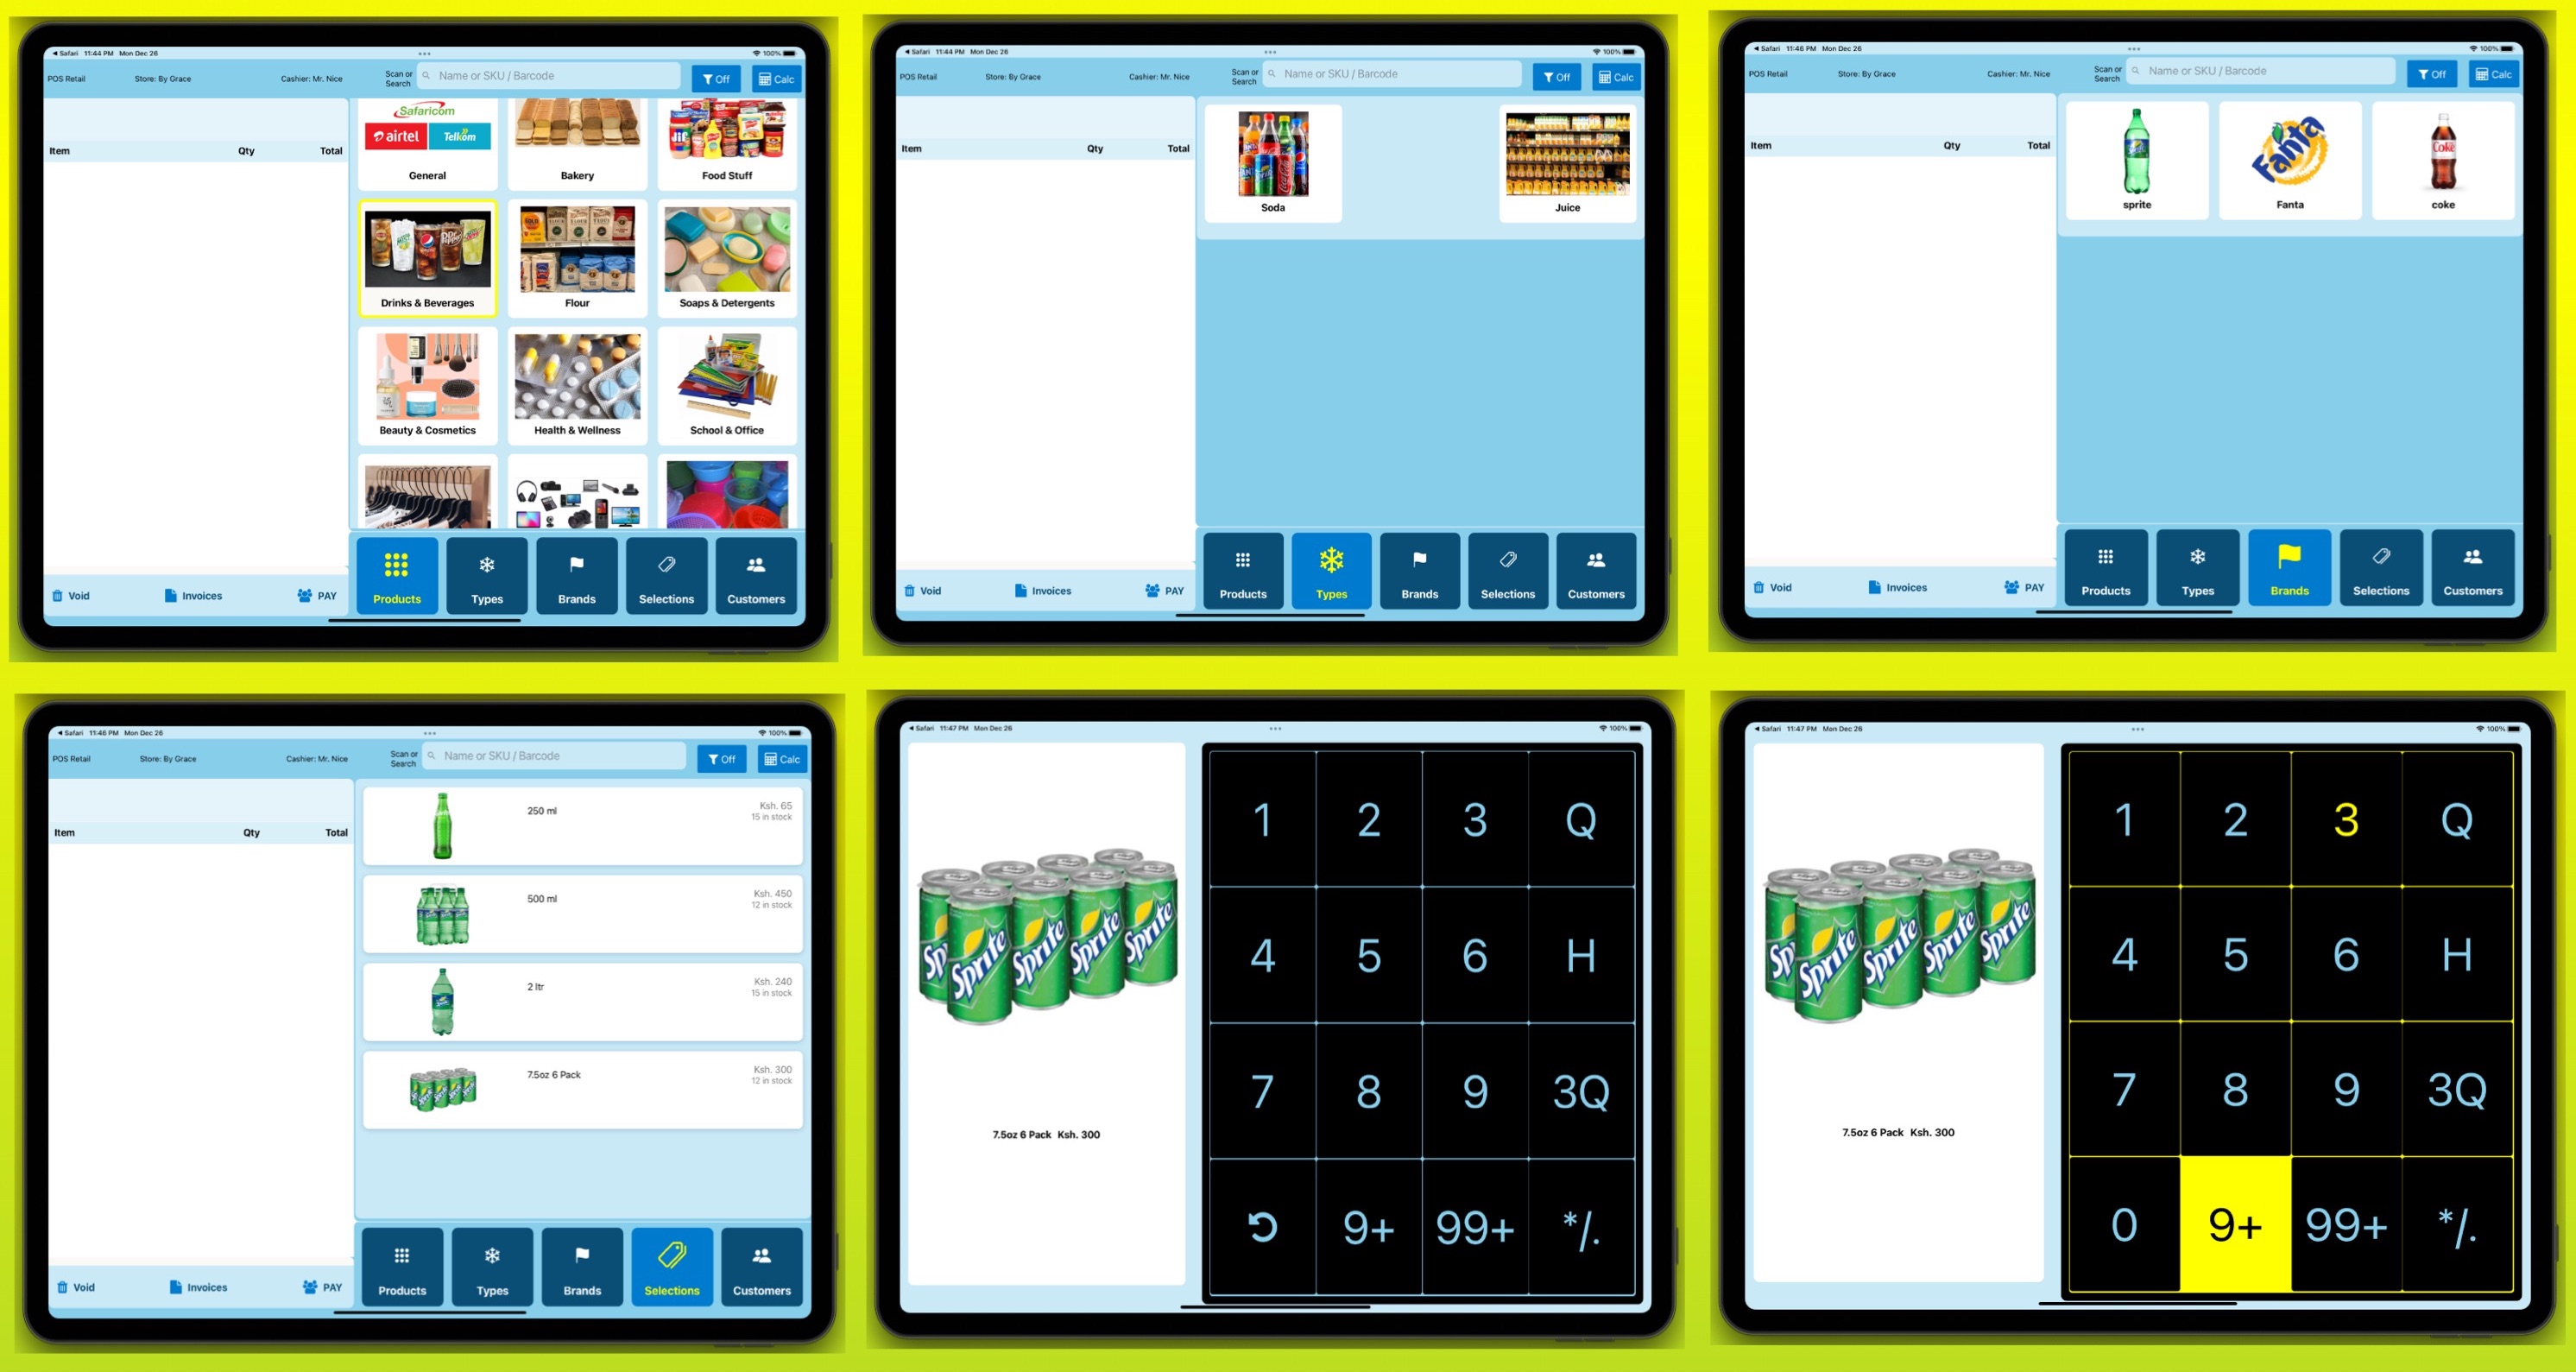 Safari 11:44 PM Mon Dec 26 100%
POS Retail Store: By Grace Cashier: Mr. Nice Scan or Search Name or SKU / Barcode Off Calc
Item Qty Total
Safaricom
airtel Telkom
General Bakery Food Stuff
Drinks & Beverages Flour Soaps & Detergents
Beauty & Cosmetics Health & Wellness School & Office
Void Invoices PAY
Products Types Brands Selections Customers
Safari 11:44 PM Mon Dec 26 100%
POS Retail Store: By Grace Cashier: Mr. Nice Scan or Search Name or SKU / Barcode Off Calc
Item Qty Total
Soda Juice
Void Invoices PAY
Products Types Brands Selections Customers
Safari 11:46 PM Mon Dec 26 100%
POS Retail Store: By Grace Cashier: Mr. Nice Scan or Search Name or SKU / Barcode Off Calc
Item Qty Total
Fanta
Coke
sprite Fanta coke
Void Invoices PAY
Products Types Brands Selections Customers
Safari 11:46 PM Mon Dec 26 100%
POS Retail Store: By Grace Cashier: Mr. Nice Scan or Search Name or SKU / Barcode Off Calc
Item Qty Total
250 ml Ksh. 65
15 in stock
500 ml Ksh. 450
12 in stock
2 ltr Ksh. 240
15 in stock
7.5oz 6 Pack Ksh. 300
12 in stock
Void Invoices PAY
Products Types Brands Selections Customers
Safari 11:47 PM Mon Dec 26 100%
Sp Sprite Sprite Sprite Sprite
7.5oz 6 Pack Ksh. 300
1 2 3 Q
4 5 6 H
7 8 9 3Q
9+ 99+ */.
Safari 11:47 PM Mon Dec 26 100%
Sp Sprite Sprite Sprite Sprite
7.5oz 6 Pack Ksh. 300
1 2 3 Q
4 5 6 H
7 8 9 3Q
0 9+ 99+ */.